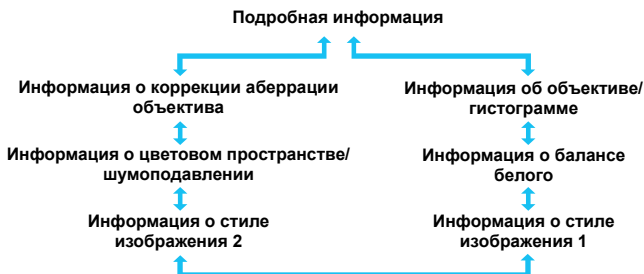 Подробная информация
Информация о коррекции аберрации
объектива
Информация об объективе/
гистограмме
Информация о цветовом пространстве/
шумоподавлении
Информация о балансе
белого
Информация о стиле
изображения 2
Информация о стиле
изображения 1